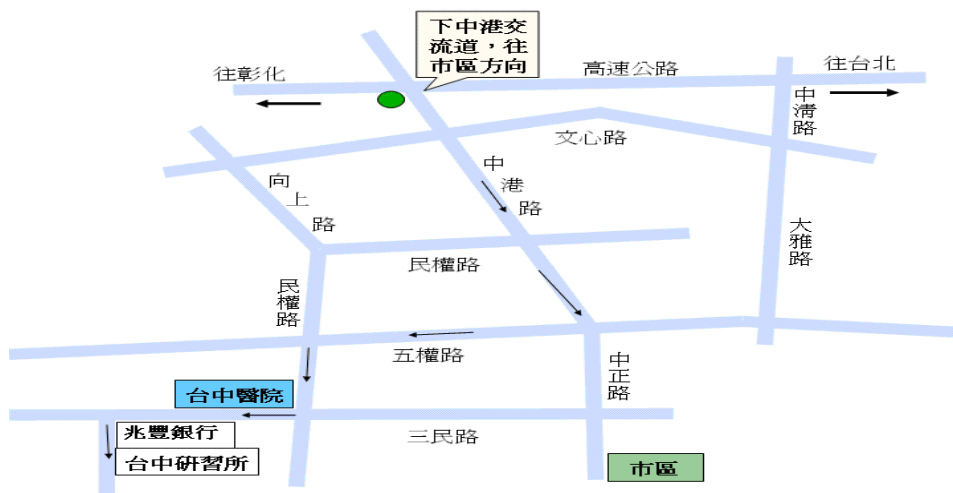 下中港交
流道，往
市區方向
往彰化
高速公路
往台北
中清路
文心路
中港路
向上路
大雅路
民權路
民權路
五權路
中正路
台中醫院
兆豐銀行
三民路
台中研習所
市區